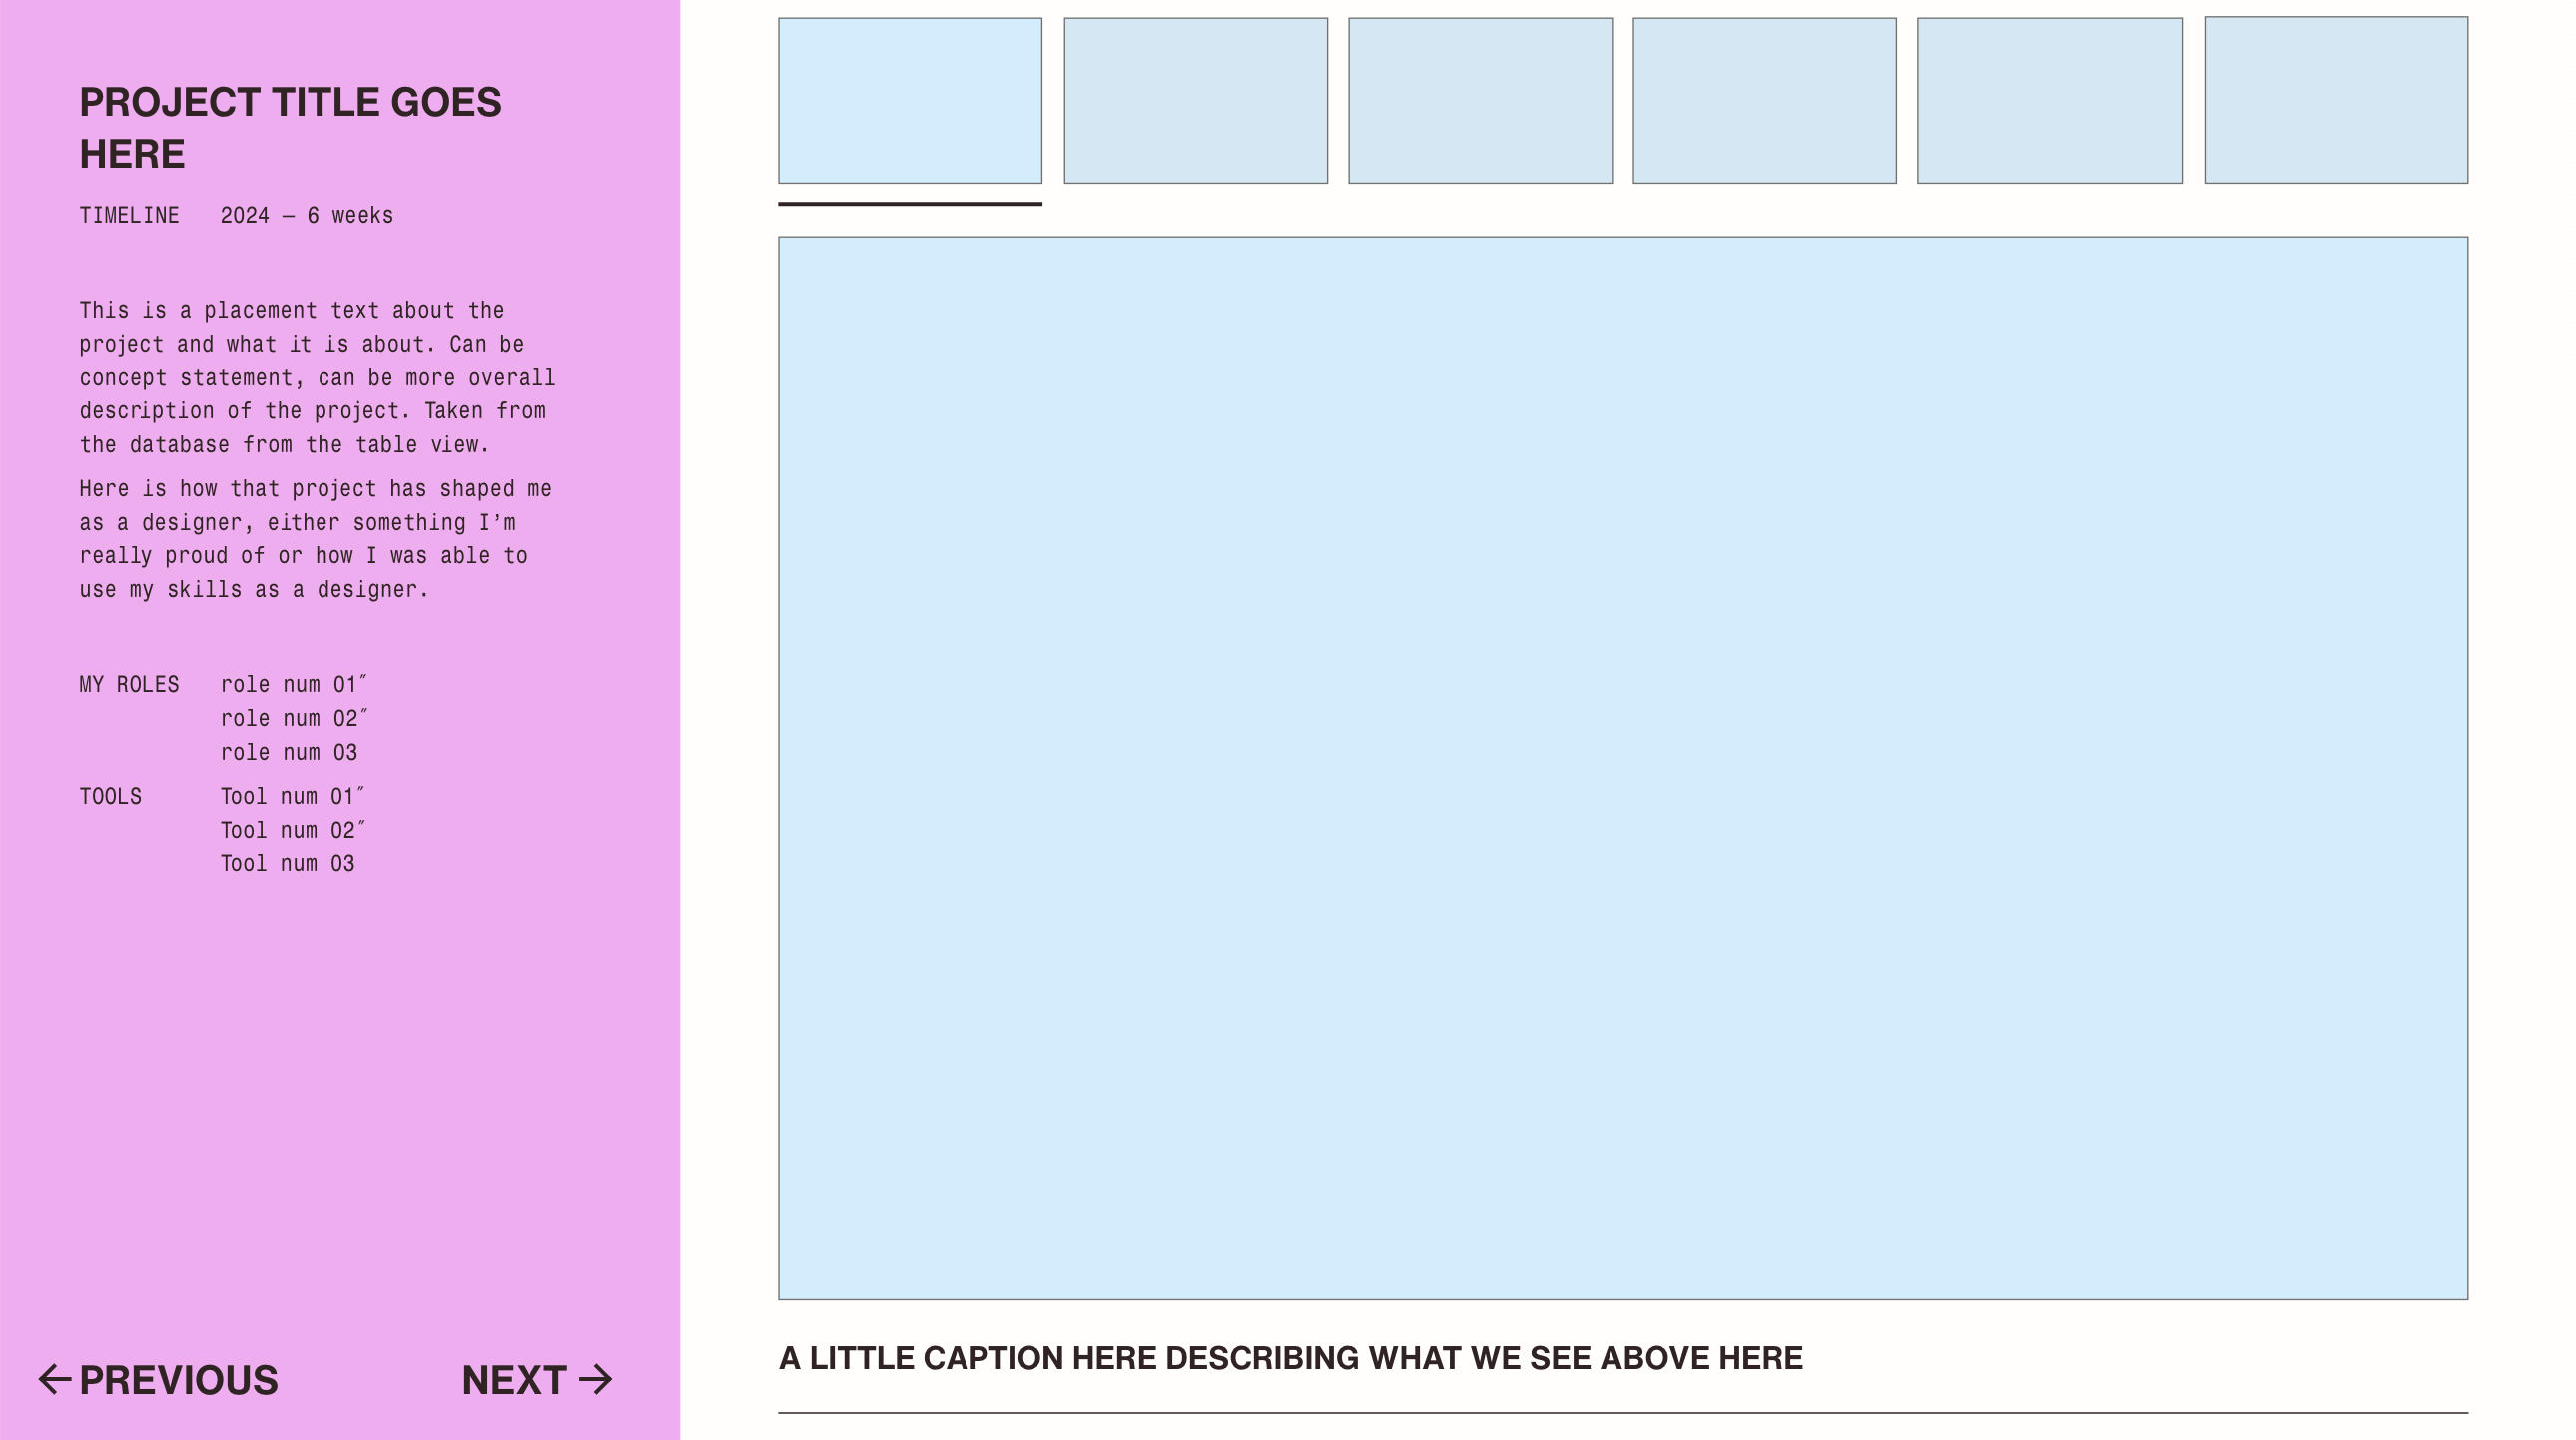 PROJECT TITLE GOES
HERE
TIMELINE 2024 – 6 weeks
This is a placement text about the
project and what it is about. Can be
concept statement, can be more overall
description of the project. Taken from
the database from the table view.
Here is how that project has shaped me
as a designer, either something I’m
really proud of or how I was able to
use my skills as a designer.
MY ROLES role num 01″
role num 02″
role num 03
TOOLS Tool num 01″
Tool num 02″
Tool num 03
← PREVIOUS NEXT →
A LITTLE CAPTION HERE DESCRIBING WHAT WE SEE ABOVE HERE